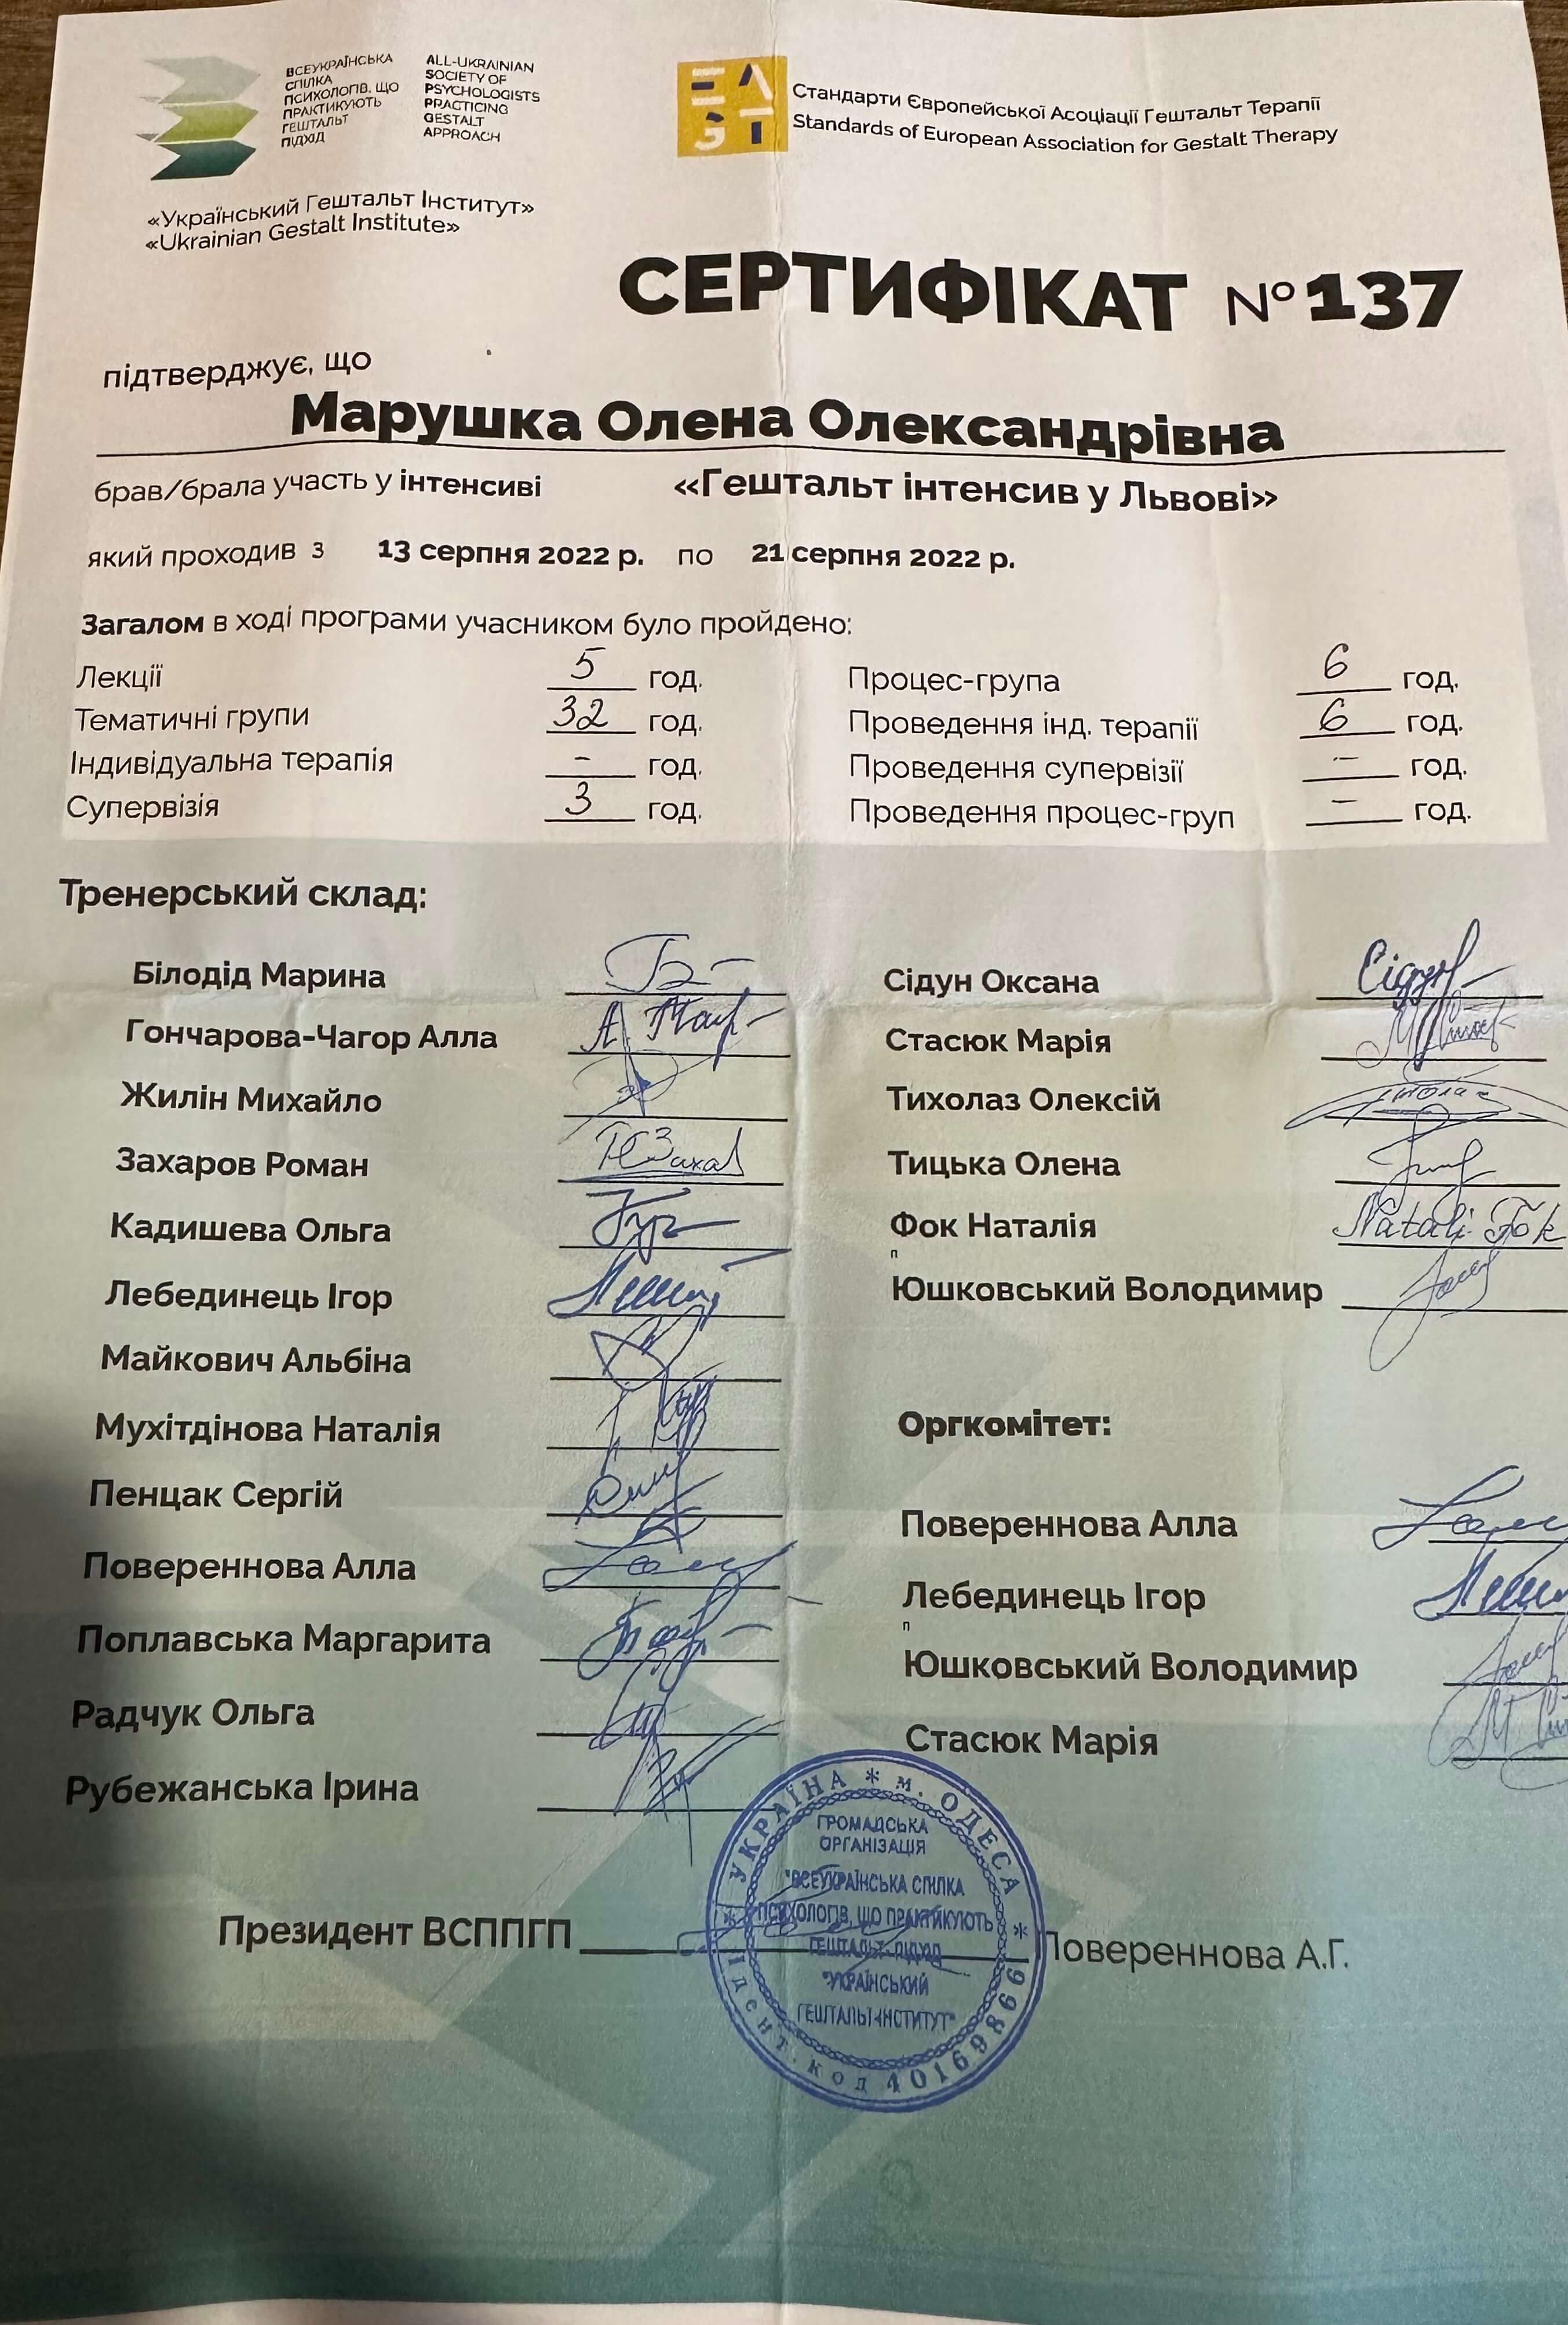 ВСЕУКРАЇНСЬКА
СПІЛКА
ПСИХОЛОГІВ, ЩО
ПРАКТИКУЮТЬ
ГЕШТАЛЬТ
ПІДХІД
ALL-UKRAINIAN
SOCIETY OF
PSYCHOLOGISTS
PRACTICING
GESTALT
APPROACH
«Український Гештальт Інститут»
«Ukrainian Gestalt Institute»
EAGT
Стандарти Європейської Асоціації Гештальт Терапії
Standards of European Association for Gestalt Therapy
СЕРТИФІКАТ №137
підтверджує, що
Марушка Олена Олександрівна
брав/брала участь у інтенсиві «Гештальт інтенсив у Львові»
який проходив з 13 серпня 2022 р. по 21 серпня 2022 р.
Загалом в ході програми учасником було пройдено:
Лекції 5 год. Процес-група 6 год.
Тематичні групи 32 год. Проведення інд. терапії 6 год.
Індивідуальна терапія - год. Проведення супервізії - год.
Супервізія 3 год. Проведення процес-груп - год.
Тренерський склад:
Білодід Марина
Гончарова-Чагор Алла
Жилін Михайло
Захаров Роман
Кадишева Ольга
Лебединець Ігор
Майкович Альбіна
Мухітдінова Наталія
Пенцак Сергій
Повереннова Алла
Поплавська Маргарита
Радчук Ольга
Рубежанська Ірина
Сідун Оксана
Стасюк Марія
Тихолаз Олексій
Тицька Олена
Фок Наталія Natali Fok
п
Юшковський Володимир
Оргкомітет:
Повереннова Алла
Лебединець Ігор
п
Юшковський Володимир
Стасюк Марія
Президент ВСППГП Повереннова А.Г.
* УКРАЇНА * м. ОДЕСА *
Ідент. код 40169866
ГРОМАДСЬКА
ОРГАНІЗАЦІЯ
"ВСЕУКРАЇНСЬКА СПІЛКА
ПСИХОЛОГІВ, ЩО ПРАКТИКУЮТЬ
ГЕШТАЛЬТ-ПІДХІД
"УКРАЇНСЬКИЙ
ГЕШТАЛЬТ-ІНСТИТУТ"